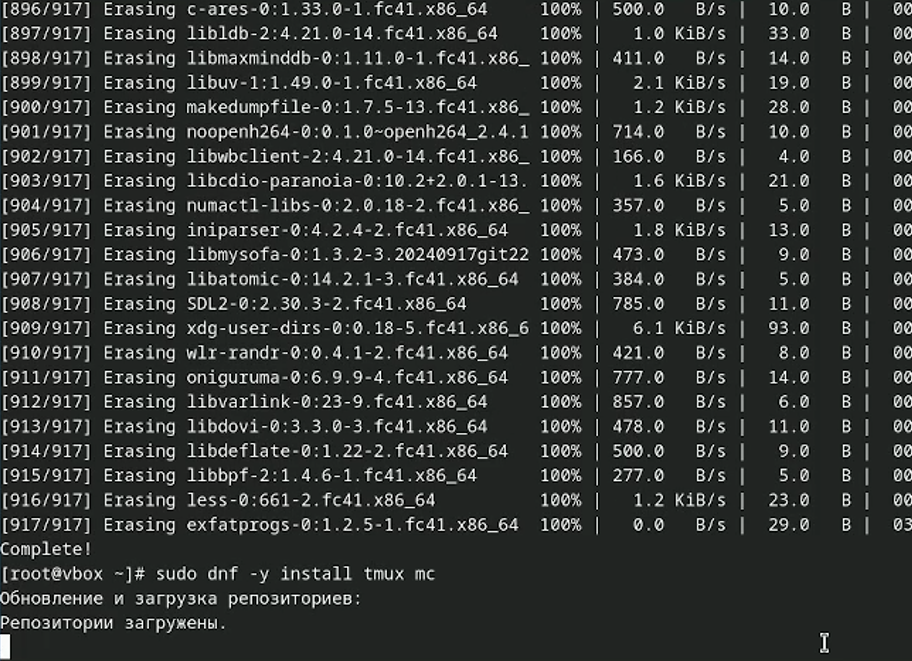 [896/917] Erasing c-ares-0:1.33.0-1.fc41.x86_64 100% | 500.0 B/s | 10.0 B | 00
[897/917] Erasing libldb-2:4.21.0-14.fc41.x86_64 100% | 1.0 KiB/s | 33.0 B | 00
[898/917] Erasing libmaxminddb-0:1.11.0-1.fc41.x86_ 100% | 411.0 B/s | 14.0 B | 00
[899/917] Erasing libuv-1:1.49.0-1.fc41.x86_64 100% | 2.1 KiB/s | 19.0 B | 00
[900/917] Erasing makedumpfile-0:1.7.5-13.fc41.x86_ 100% | 1.2 KiB/s | 28.0 B | 00
[901/917] Erasing noopenh264-0:0.1.0~openh264_2.4.1 100% | 714.0 B/s | 10.0 B | 00
[902/917] Erasing libwbclient-2:4.21.0-14.fc41.x86_ 100% | 166.0 B/s | 4.0 B | 00
[903/917] Erasing libcdio-paranoia-0:10.2+2.0.1-13. 100% | 1.6 KiB/s | 21.0 B | 00
[904/917] Erasing numactl-libs-0:2.0.18-2.fc41.x86_ 100% | 357.0 B/s | 5.0 B | 00
[905/917] Erasing iniparser-0:4.2.4-2.fc41.x86_64 100% | 1.8 KiB/s | 13.0 B | 00
[906/917] Erasing libmysofa-0:1.3.2-3.20240917git22 100% | 473.0 B/s | 9.0 B | 00
[907/917] Erasing libatomic-0:14.2.1-3.fc41.x86_64 100% | 384.0 B/s | 5.0 B | 00
[908/917] Erasing SDL2-0:2.30.3-2.fc41.x86_64 100% | 785.0 B/s | 11.0 B | 00
[909/917] Erasing xdg-user-dirs-0:0.18-5.fc41.x86_6 100% | 6.1 KiB/s | 93.0 B | 00
[910/917] Erasing wlr-randr-0:0.4.1-2.fc41.x86_64 100% | 421.0 B/s | 8.0 B | 00
[911/917] Erasing oniguruma-0:6.9.9-4.fc41.x86_64 100% | 777.0 B/s | 14.0 B | 00
[912/917] Erasing libvarlink-0:23-9.fc41.x86_64 100% | 857.0 B/s | 6.0 B | 00
[913/917] Erasing libdovi-0:3.3.0-3.fc41.x86_64 100% | 478.0 B/s | 11.0 B | 00
[914/917] Erasing libdeflate-0:1.22-2.fc41.x86_64 100% | 500.0 B/s | 9.0 B | 00
[915/917] Erasing libbpf-2:1.4.6-1.fc41.x86_64 100% | 277.0 B/s | 5.0 B | 00
[916/917] Erasing less-0:661-2.fc41.x86_64 100% | 1.2 KiB/s | 23.0 B | 00
[917/917] Erasing exfatprogs-0:1.2.5-1.fc41.x86_64 100% | 0.0 B/s | 29.0 B | 03
Complete!
[root@vbox ~]# sudo dnf -y install tmux mc
Обновление и загрузка репозиториев:
Репозитории загружены.